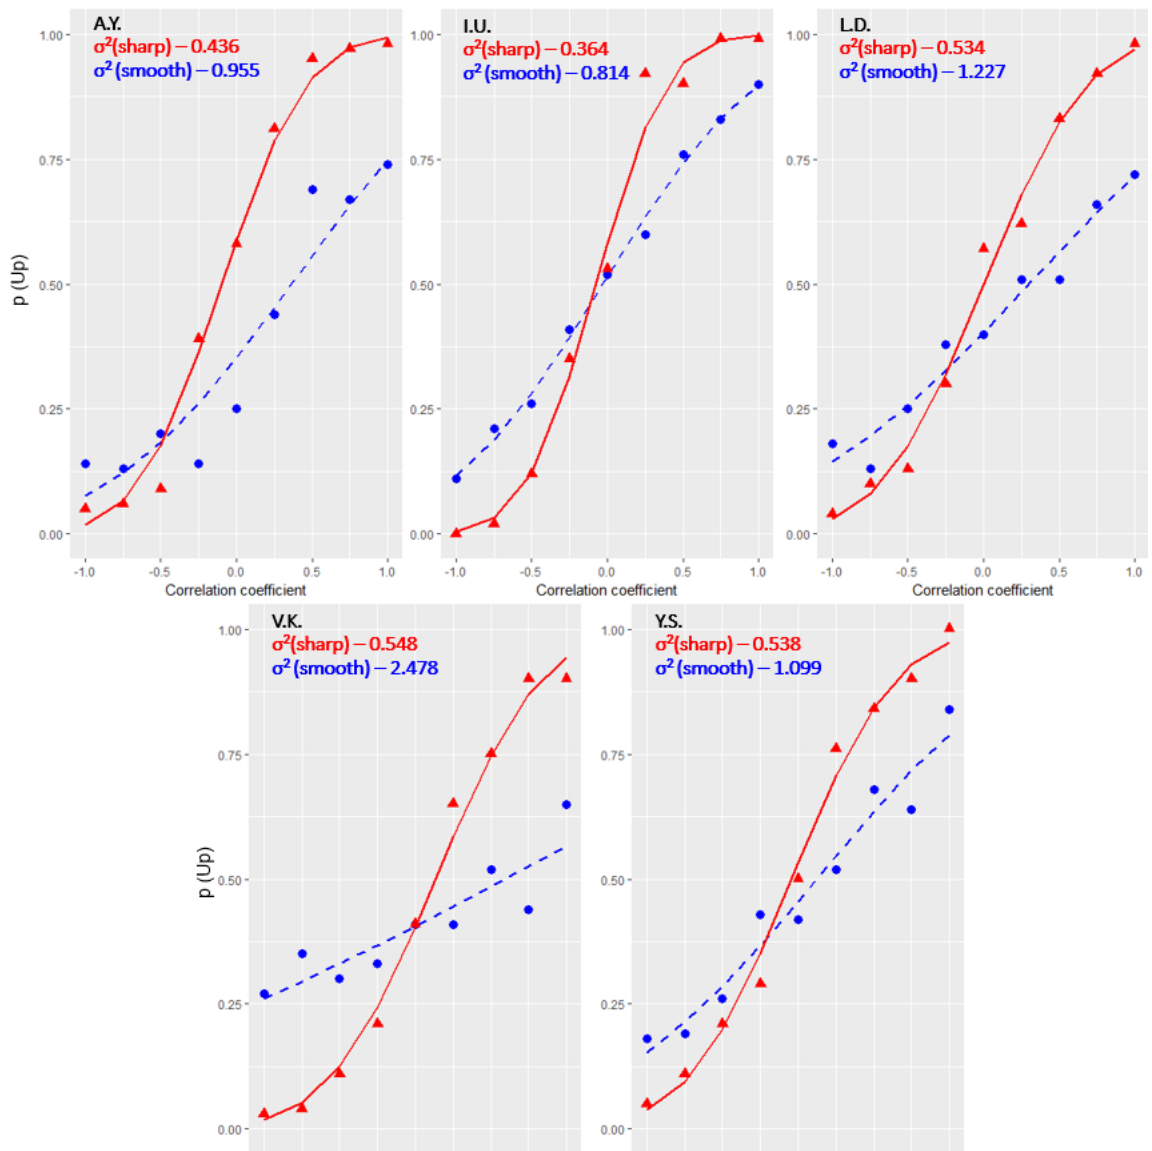 A.Y.
σ²(sharp) – 0.436
σ² (smooth) – 0.955
I.U.
σ²(sharp) – 0.364
σ² (smooth) – 0.814
L.D.
σ²(sharp) – 0.534
σ² (smooth) – 1.227
p (Up)
1.00
0.75
0.50
0.25
0.00
1.00
0.75
0.50
0.25
0.00
1.00
0.75
0.50
0.25
0.00
-1.0 -0.5 0.0 0.5 1.0
-1.0 -0.5 0.0 0.5 1.0
-1.0 -0.5 0.0 0.5 1.0
Correlation coefficient
Correlation coefficient
Correlation coefficient
V.K.
σ²(sharp) – 0.548
σ² (smooth) – 2.478
Y.S.
σ²(sharp) – 0.538
σ² (smooth) – 1.099
p (Up)
1.00
0.75
0.50
0.25
0.00
1.00
0.75
0.50
0.25
0.00